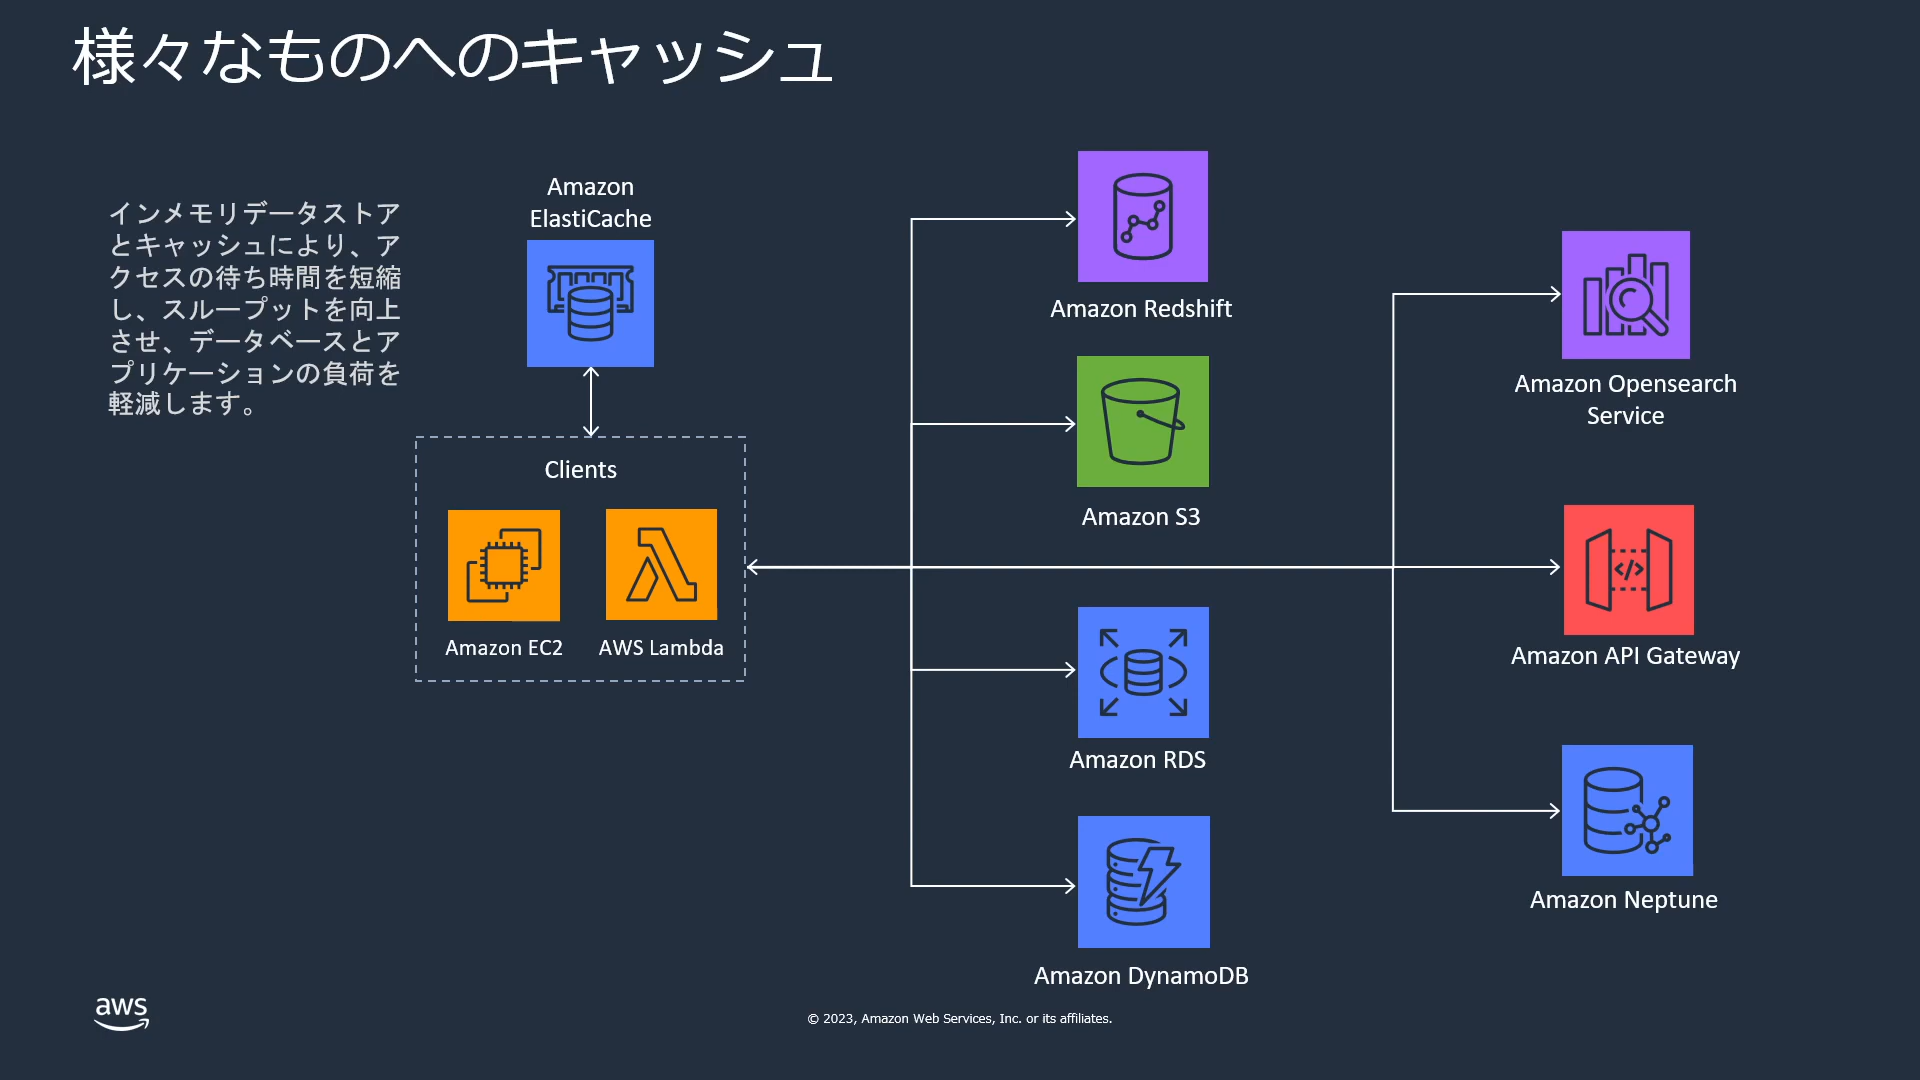 様々なものへのキャッシュ
インメモリデータストア
とキャッシュにより、ア
クセスの待ち時間を短縮
し、スループットを向上
させ、データベースとア
プリケーションの負荷を
軽減します。
Amazon
ElastiCache
Clients
Amazon EC2
AWS Lambda
Amazon Redshift
Amazon S3
Amazon RDS
Amazon DynamoDB
Amazon Opensearch
Service
Amazon API Gateway
Amazon Neptune
aws
© 2023, Amazon Web Services, Inc. or its affiliates.